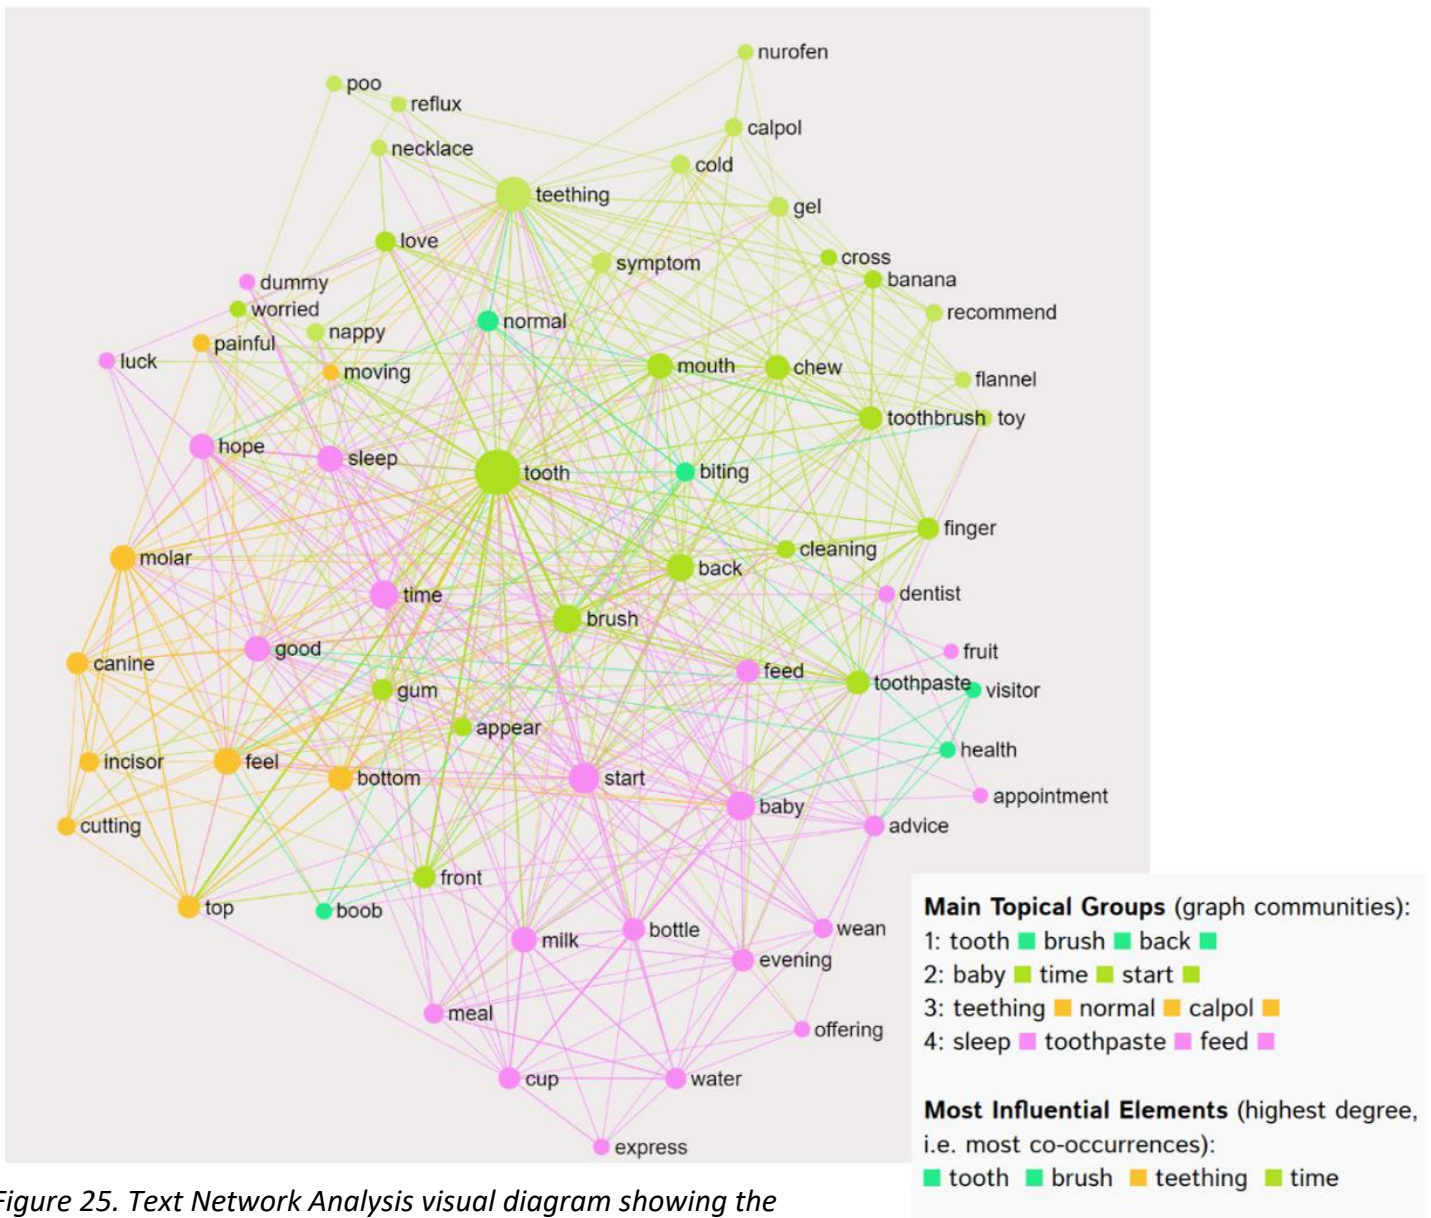 nurofen
poo
reflux
calpol
necklace
cold
teething
gel
love
symptom
cross
banana
dummy
worried
recommend
normal
nappy
painful
luck
moving
mouth
chew
flannel
toothbrush
toy
hope
sleep
tooth
biting
finger
molar
cleaning
back
time
dentist
brush
good
fruit
canine
feed
toothpaste
visitor
gum
appear
health
incisor
feel
bottom
start
appointment
baby
cutting
advice
front
top
boob
milk
bottle
wean
evening
meal
offering
cup
water
express
Main Topical Groups (graph communities):
1: tooth brush back
2: baby time start
3: teething normal calpol
4: sleep toothpaste feed
Most Influential Elements (highest degree,
i.e. most co-occurrences):
tooth brush teething time
Figure 25. Text Network Analysis visual diagram showing the